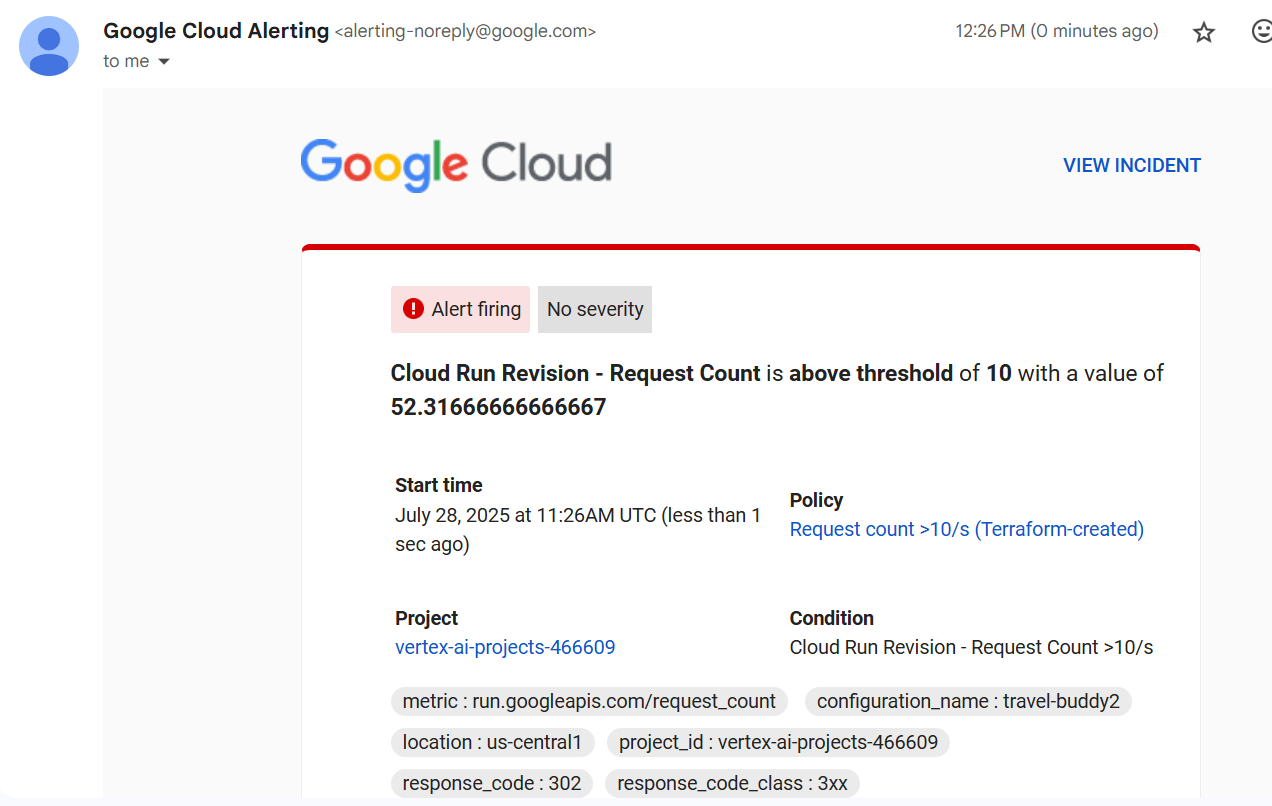 Google Cloud Alerting <alerting-noreply@google.com>
12:26 PM (0 minutes ago)
to me
Google Cloud
VIEW INCIDENT
Alert firing
No severity
Cloud Run Revision - Request Count is above threshold of 10 with a value of
52.31666666666667
Start time
July 28, 2025 at 11:26AM UTC (less than 1
sec ago)
Policy
Request count >10/s (Terraform-created)
Project
vertex-ai-projects-466609
Condition
Cloud Run Revision - Request Count >10/s
metric : run.googleapis.com/request_count
configuration_name : travel-buddy2
location : us-central1
project_id : vertex-ai-projects-466609
response_code : 302
response_code_class : 3xx